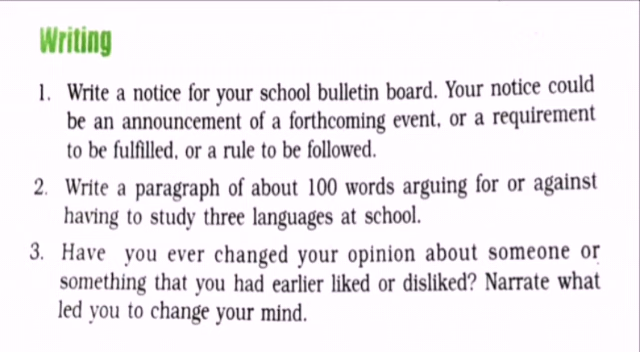 Writing
1. Write a notice for your school bulletin board. Your notice could
be an announcement of a forthcoming event, or a requirement
to be fulfilled, or a rule to be followed.
2. Write a paragraph of about 100 words arguing for or against
having to study three languages at school.
3. Have you ever changed your opinion about someone or
something that you had earlier liked or disliked? Narrate what
led you to change your mind.